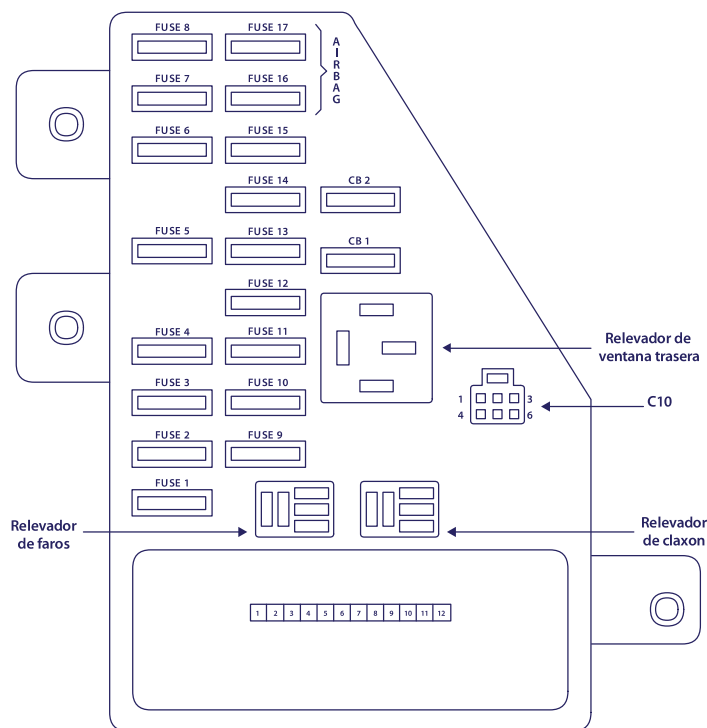 FUSE 8 FUSE 17
AIRBAG
FUSE 7 FUSE 16
FUSE 6 FUSE 15
FUSE 14 CB 2
FUSE 5 FUSE 13 CB 1
FUSE 12
FUSE 4 FUSE 11
Relevador de
ventana trasera
FUSE 3 FUSE 10
1 3
C10
4 6
FUSE 2 FUSE 9
FUSE 1
Relevador
de faros
Relevador
de claxon
1 2 3 4 5 6 7 8 9 10 11 12